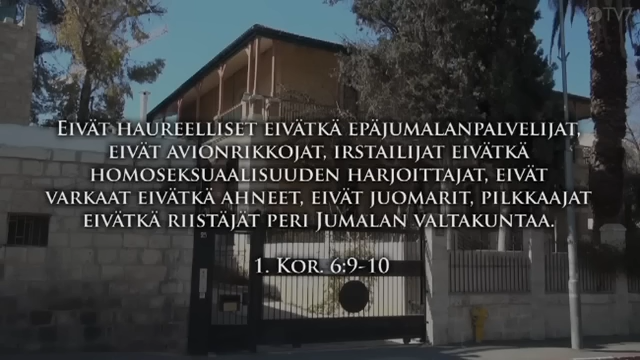 TV7
Eivät haureelliset eivätkä epäjumalanpalvelijat,
eivät avionrikkojat, irstailijat eivätkä
homoseksuaalisuuden harjoittajat, eivät
varkaat eivätkä ahneet, eivät juomarit, pilkkaajat
eivätkä riistäjät peri Jumalan valtakuntaa.
1. Kor. 6:9-10